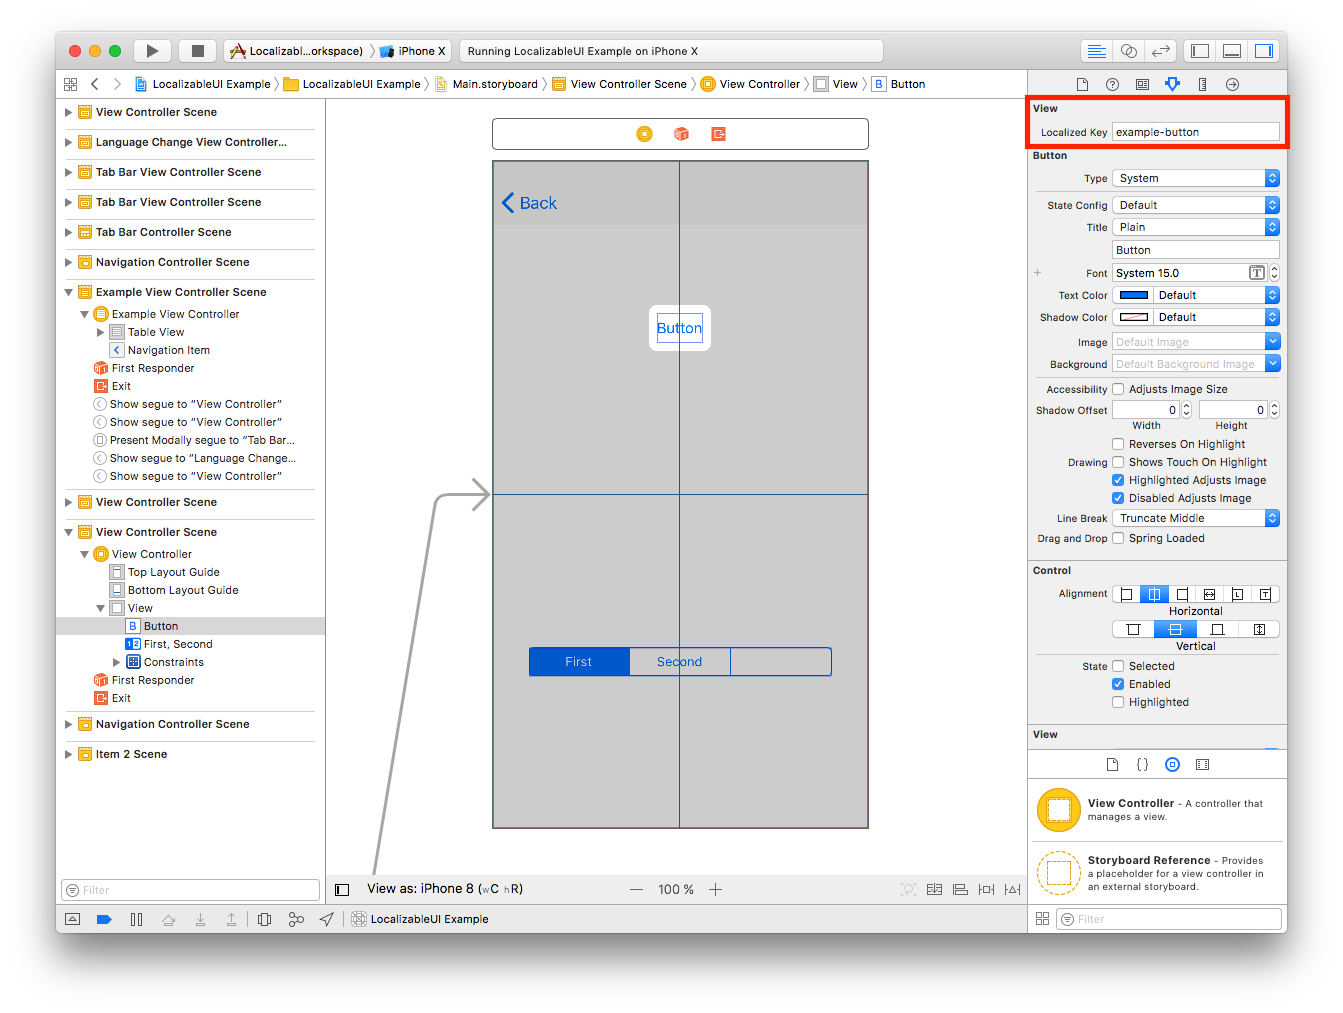 Localizabl...orkspace) iPhone X
Running LocalizableUI Example on iPhone X
LocalizableUI Example LocalizableUI Example Main.storyboard View Controller Scene View Controller View B Button
View Controller Scene
Language Change View Controller...
Tab Bar View Controller Scene
Tab Bar View Controller Scene
Tab Bar Controller Scene
Navigation Controller Scene
Example View Controller Scene
Example View Controller
Table View
Navigation Item
First Responder
Exit
Show segue to “View Controller”
Show segue to “View Controller”
Present Modally segue to “Tab Bar...
Show segue to “Language Change...
Show segue to “View Controller”
View Controller Scene
View Controller Scene
View Controller
Top Layout Guide
Bottom Layout Guide
View
B Button
1 2 First, Second
Constraints
First Responder
Exit
Navigation Controller Scene
Item 2 Scene
Filter
Back
Button
First Second
View as: iPhone 8 (wC hR)
100 %
LocalizableUI Example
View
Localized Key example-button
Button
Type System
State Config Default
Title Plain
Button
Font System 15.0 T
Text Color Default
Shadow Color Default
Image Default Image
Background Default Background Image
Accessibility Adjusts Image Size
Shadow Offset 0 0
Width Height
Reverses On Highlight
Drawing Shows Touch On Highlight
Highlighted Adjusts Image
Disabled Adjusts Image
Line Break Truncate Middle
Drag and Drop Spring Loaded
Control
Alignment L T
Horizontal
Vertical
State Selected
Enabled
Highlighted
View
{ }
View Controller - A controller that
manages a view.
Storyboard Reference - Provides
a placeholder for a view controller in
an external storyboard.
Filter